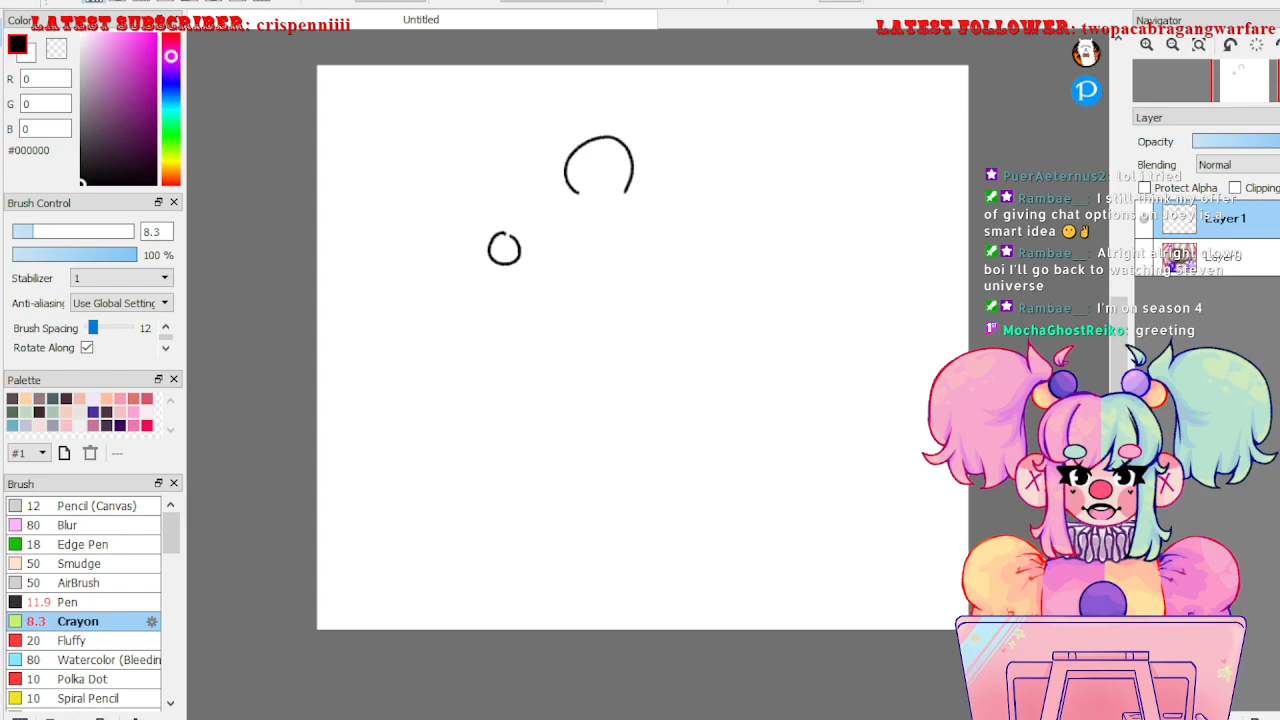 Color
LATEST SUBSCRIBER: crispenniiii
Untitled
LATEST FOLLOWER: twopacabragangwarfare
Navigator
R 0
G 0
B 0
#000000
Layer
Opacity
Blending Normal
Protect Alpha Clipping
Layer1
Layer0
PuerAeternus2: lol i tried
Rambae__: I still think my offer
of giving chat options on Joey is a
smart idea 😶✌
Rambae__: Alright alright clown
boi I'll go back to watching steven
universe
Rambae__: I'm on season 4
MochaGhostReiko: greeting
Brush Control
8.3
100 %
Stabilizer 1
Anti-aliasing Use Global Setting
Brush Spacing 12
Rotate Along
Palette
#1 ---
Brush
12 Pencil (Canvas)
80 Blur
18 Edge Pen
50 Smudge
50 AirBrush
11.9 Pen
8.3 Crayon
20 Fluffy
80 Watercolor (Bleedin
10 Polka Dot
10 Spiral Pencil